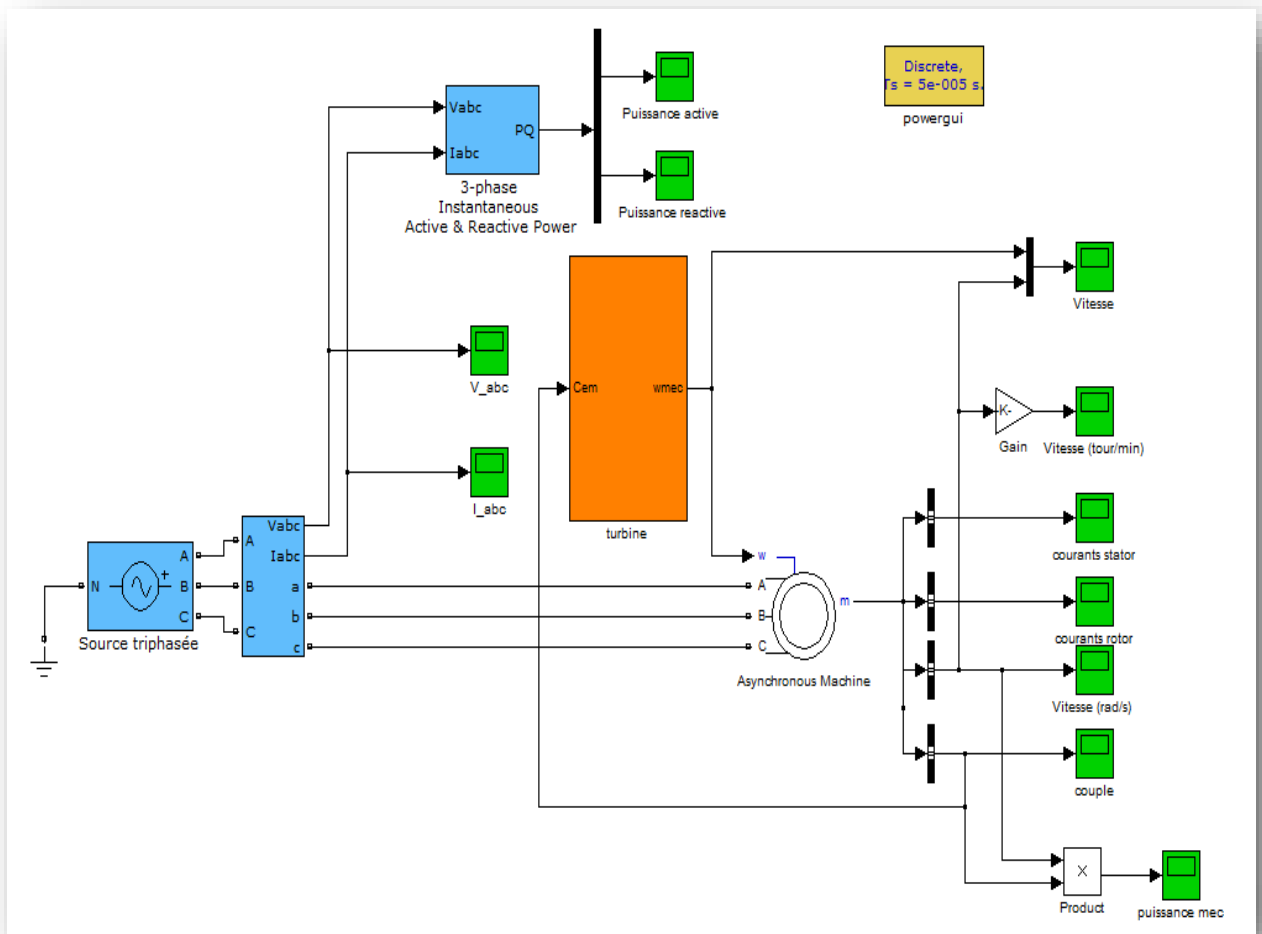 Discrete,
Ts = 5e-005 s.
powergui
Vabc
PQ
Iabc
3-phase
Instantaneous
Active & Reactive Power
Puissance active
Puissance reactive
Vitesse
V_abc
Cem
wmec
K-
Gain
Vitesse (tour/min)
I_abc
turbine
courants stator
N
A
B
C
Source triphasée
A
B
C
Vabc
Iabc
a
b
c
w
A
B
C
m
Asynchronous Machine
courants rotor
Vitesse (rad/s)
couple
X
Product
puissance mec